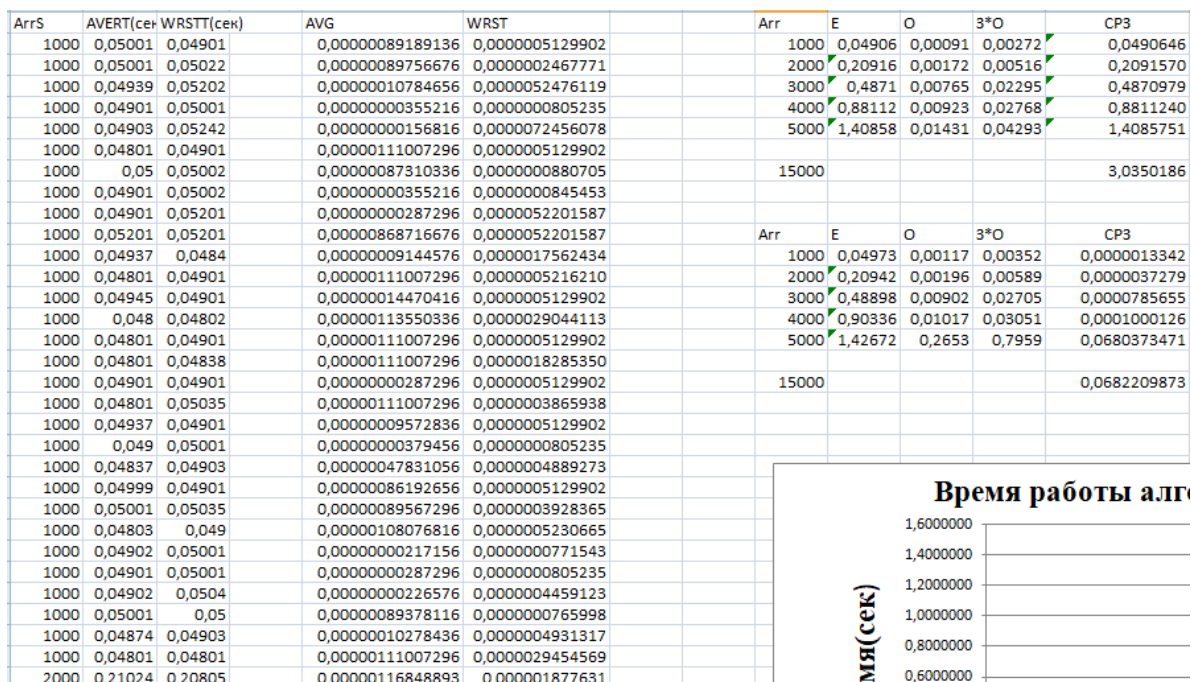 ArrS AVERT(сек WRSTT(сек) AVG WRST Arr E O 3*O СРЗ
1000 0,05001 0,04901 0,00000089189136 0,0000005129902 1000 0,04906 0,00091 0,00272 0,0490646
1000 0,05001 0,05022 0,00000089756676 0,0000002467771 2000 0,20916 0,00172 0,00516 0,2091570
1000 0,04939 0,05202 0,00000010784656 0,0000052476119 3000 0,4871 0,00765 0,02295 0,4870979
1000 0,04901 0,05001 0,00000000355216 0,0000000805235 4000 0,88112 0,00923 0,02768 0,8811240
1000 0,04903 0,05242 0,00000000156816 0,0000072456078 5000 1,40858 0,01431 0,04293 1,4085751
1000 0,04801 0,04901 0,00000111007296 0,0000005129902
1000 0,05 0,05002 0,00000087310336 0,0000000880705 15000 3,0350186
1000 0,04901 0,05002 0,00000000355216 0,0000000845453
1000 0,04901 0,05201 0,00000000287296 0,0000052201587
1000 0,05201 0,05201 0,00000868716676 0,0000052201587 Arr E O 3*O СРЗ
1000 0,04937 0,0484 0,00000009144576 0,0000017562434 1000 0,04973 0,00117 0,00352 0,0000013342
1000 0,04801 0,04901 0,00000111007296 0,0000005216210 2000 0,20942 0,00196 0,00589 0,0000037279
1000 0,04945 0,04901 0,00000014470416 0,0000005129902 3000 0,48898 0,00902 0,02705 0,0000785655
1000 0,048 0,04802 0,00000113550336 0,0000029044113 4000 0,90336 0,01017 0,03051 0,0001000126
1000 0,04801 0,04901 0,00000111007296 0,0000005129902 5000 1,42672 0,2653 0,7959 0,0680373471
1000 0,04801 0,04838 0,00000111007296 0,0000018285350
1000 0,04901 0,04901 0,00000000287296 0,0000005129902 15000 0,0682209873
1000 0,04801 0,05035 0,00000111007296 0,0000003865938
1000 0,04937 0,04901 0,00000009572836 0,0000005129902
1000 0,049 0,05001 0,00000000379456 0,0000000805235
1000 0,04837 0,04903 0,00000047831056 0,0000004889273
1000 0,04999 0,04901 0,00000086192656 0,0000005129902
1000 0,05001 0,05035 0,00000089567296 0,0000003928365
1000 0,04803 0,049 0,00000108076816 0,0000005230665
1000 0,04902 0,05001 0,00000000217156 0,0000000771543
1000 0,04901 0,05001 0,00000000287296 0,0000000805235
1000 0,04902 0,0504 0,00000000226576 0,0000004459123
1000 0,05001 0,05 0,00000089378116 0,0000000765998
1000 0,04874 0,04903 0,00000010278436 0,0000004931317
1000 0,04801 0,04801 0,00000111007296 0,0000029454569
2000 0,21024 0,20805 0,00000116848893 0,000001877631
Время работы алг
мя(сек)
1,6000000
1,4000000
1,2000000
1,0000000
0,8000000
0,6000000